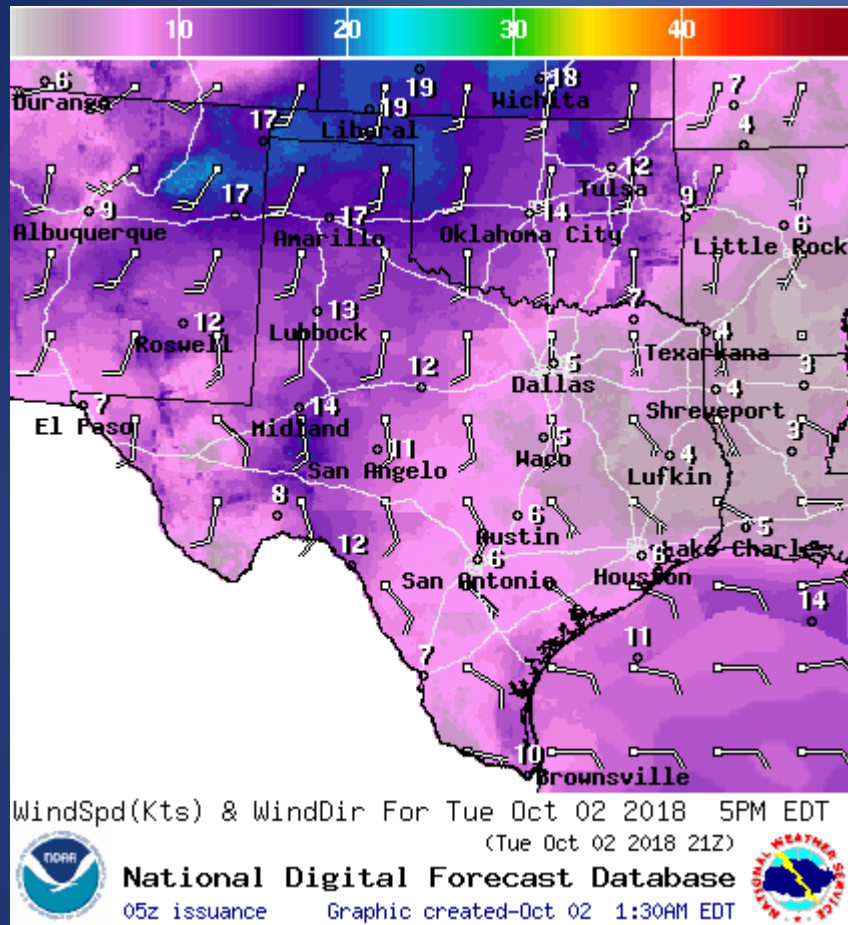 10 20 30 40
6 19 19 18 7
Durango Liberal Wichita
17 4
12
Tulsa
9 17 17 14 9 6
Albuquerque Amarillo Oklahoma City Little Rock
12 13 7 4
Roswell Lubbock Texarkana
12 5 4 3
Dallas Shreveport
7 14
El Paso Midland
11 5 4 3
San Angelo Waco Lufkin
8 6 5
Austin Lake Charles
12 6 6
San Antonio Houston
14
7 11
10
Brownsville
WindSpd(Kts) & WindDir For Tue Oct 02 2018 5PM EDT
(Tue Oct 02 2018 21Z)
National Digital Forecast Database
05z issuance Graphic created-Oct 02 1:30AM EDT
NOAA
NATIONAL WEATHER SERVICE